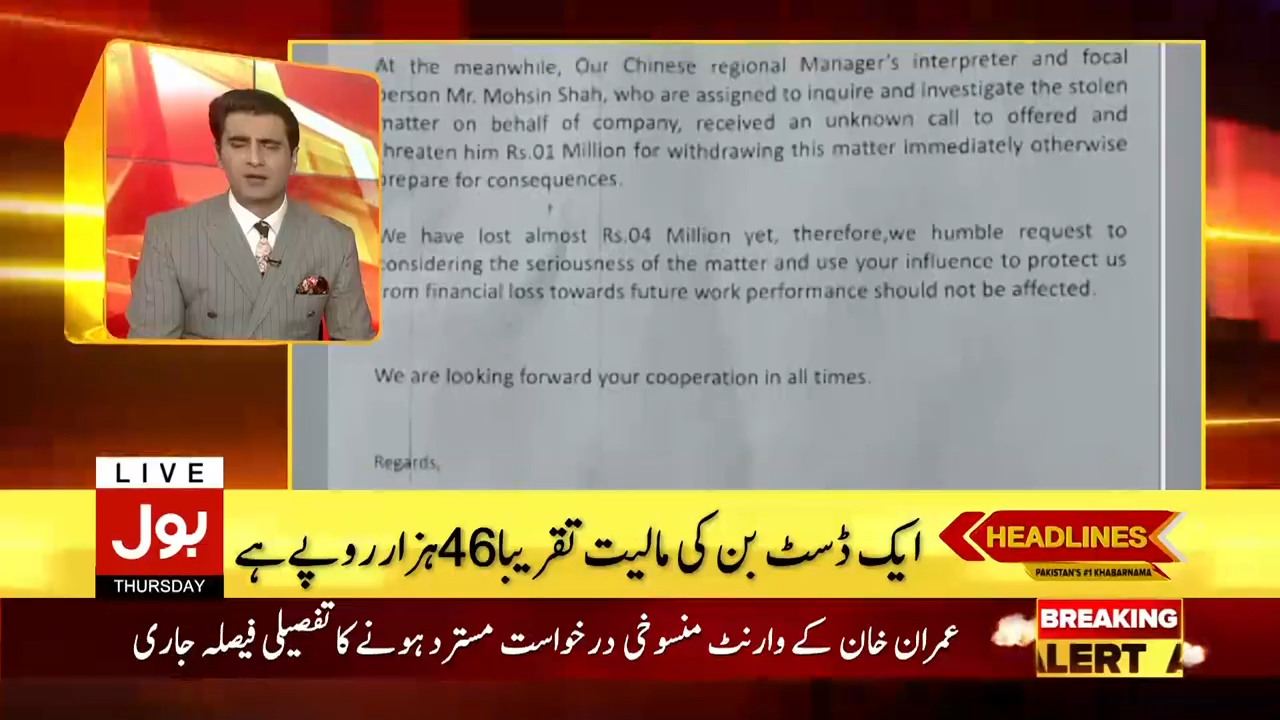 At the meanwhile, Our Chinese regional Manager's interpreter and focal
person Mr. Mohsin Shah, who are assigned to inquire and investigate the stolen
matter on behalf of company, received an unknown call to offered and
threaten him Rs.01 Million for withdrawing this matter immediately otherwise
prepare for consequences.
We have lost almost Rs.04 Million yet, therefore,we humble request to
considering the seriousness of the matter and use your influence to protect us
from financial loss towards future work performance should not be affected.
We are looking forward your cooperation in all times.
Regards,
LIVE
بول
THURSDAY
ایک ڈسٹ بن کی مالیت تقریبا 46 ہزار روپے ہے
HEADLINES
PAKISTAN'S #1 KHABARNAMA
عمران خان کے وارنٹ منسوخی درخواست مسترد ہونے کا تفصیلی فیصلہ جاری
BREAKING
ALERT